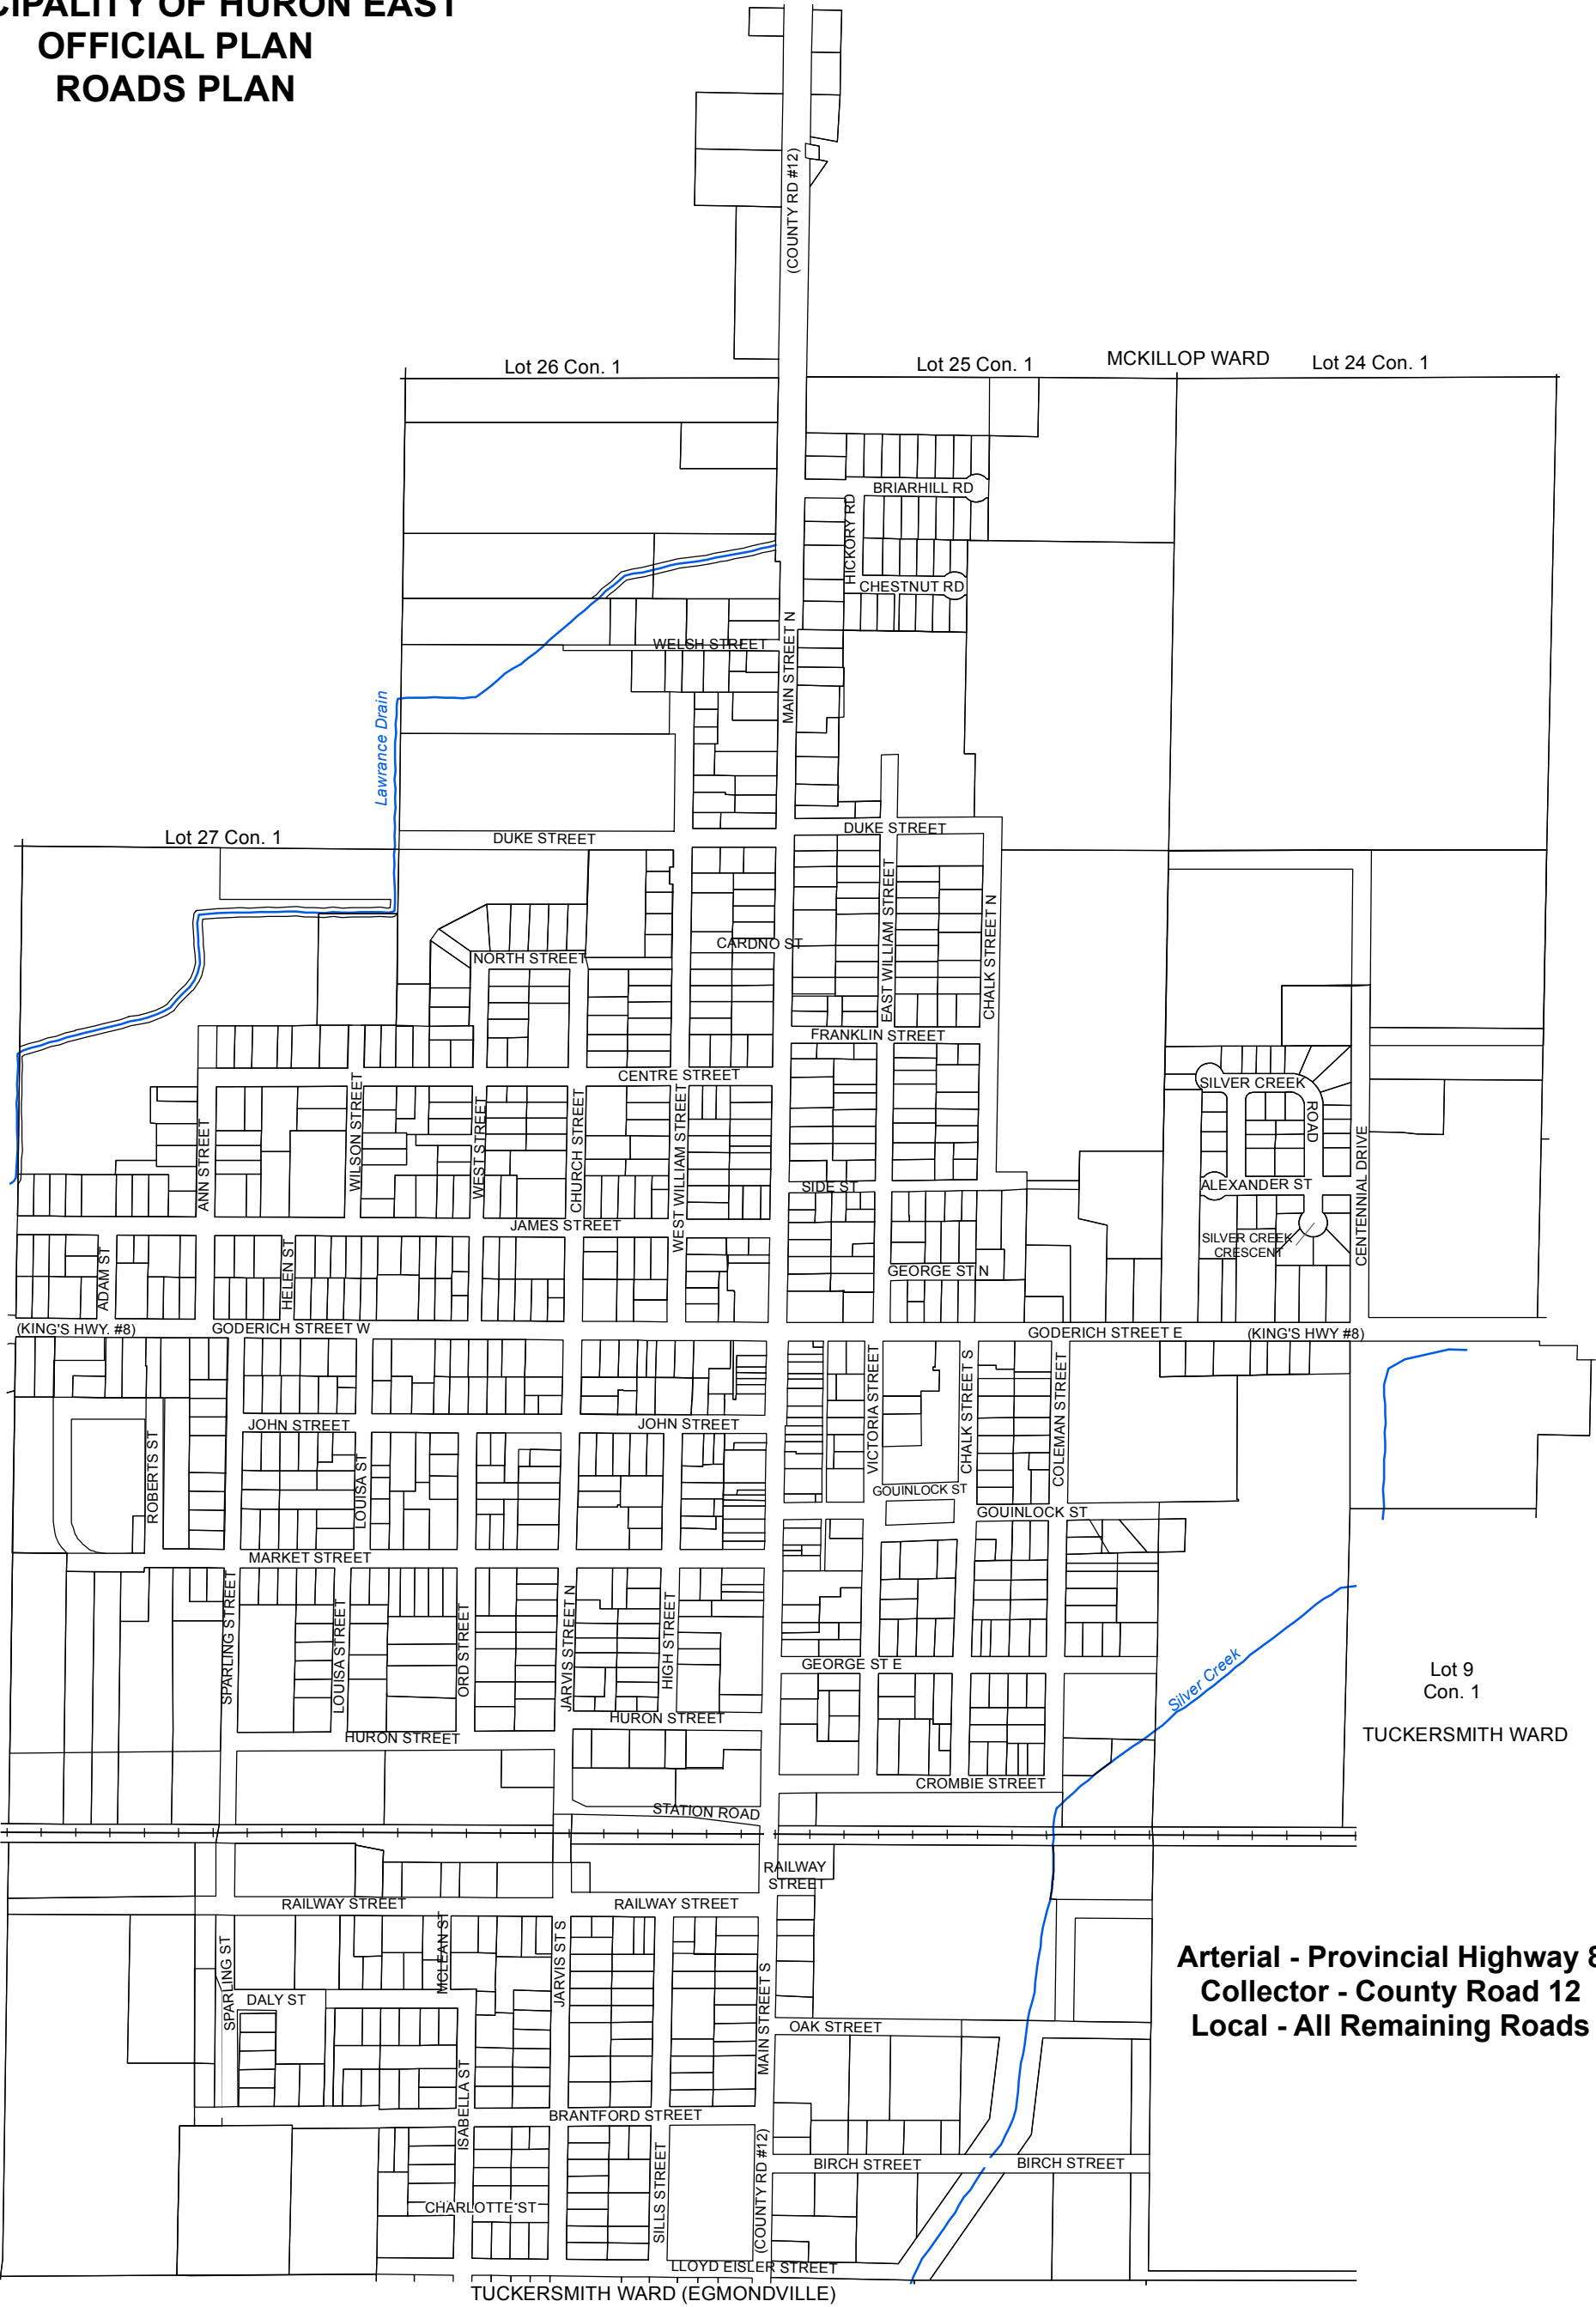 CIPALITY OF HURON EAST
OFFICIAL PLAN
ROADS PLAN
(COUNTY RD #12)
Lot 26 Con. 1
Lot 25 Con. 1
MCKILLOP WARD
Lot 24 Con. 1
BRIARHILL RD
HICKORY RD
CHESTNUT RD
WELSH STREET
MAIN STREET N
Lawrance Drain
Lot 27 Con. 1
DUKE STREET
DUKE STREET
CARDNO ST
EAST WILLIAM STREET
CHALK STREET N
NORTH STREET
FRANKLIN STREET
CENTRE STREET
SILVER CREEK
ROAD
ANN STREET
WILSON STREET
WEST STREET
CHURCH STREET
WEST WILLIAM STREET
SIDE ST
ALEXANDER ST
CENTENNIAL DRIVE
JAMES STREET
SILVER CREEK
CRESCENT
ADAM ST
HELEN ST
GEORGE ST N
(KING'S HWY. #8)
GODERICH STREET W
GODERICH STREET E
(KING'S HWY #8)
JOHN STREET
JOHN STREET
VICTORIA STREET
CHALK STREET S
COLEMAN STREET
ROBERTS ST
LOUISA ST
GOUINLOCK ST
GOUINLOCK ST
MARKET STREET
SPARLING STREET
LOUISA STREET
ORD STREET
JARVIS STREET N
HIGH STREET
GEORGE ST E
Silver Creek
Lot 9
Con. 1
TUCKERSMITH WARD
HURON STREET
HURON STREET
CROMBIE STREET
STATION ROAD
RAILWAY
STREET
RAILWAY STREET
RAILWAY STREET
SPARLING ST
MCLEAN ST
JARVIS ST S
MAIN STREET S
Arterial - Provincial Highway 8
Collector - County Road 12
Local - All Remaining Roads
DALY ST
OAK STREET
ISABELLA ST
BRANTFORD STREET
SILLS STREET
(COUNTY RD #12)
BIRCH STREET
BIRCH STREET
CHARLOTTE ST
LLOYD EISLER STREET
TUCKERSMITH WARD (EGMONDVILLE)